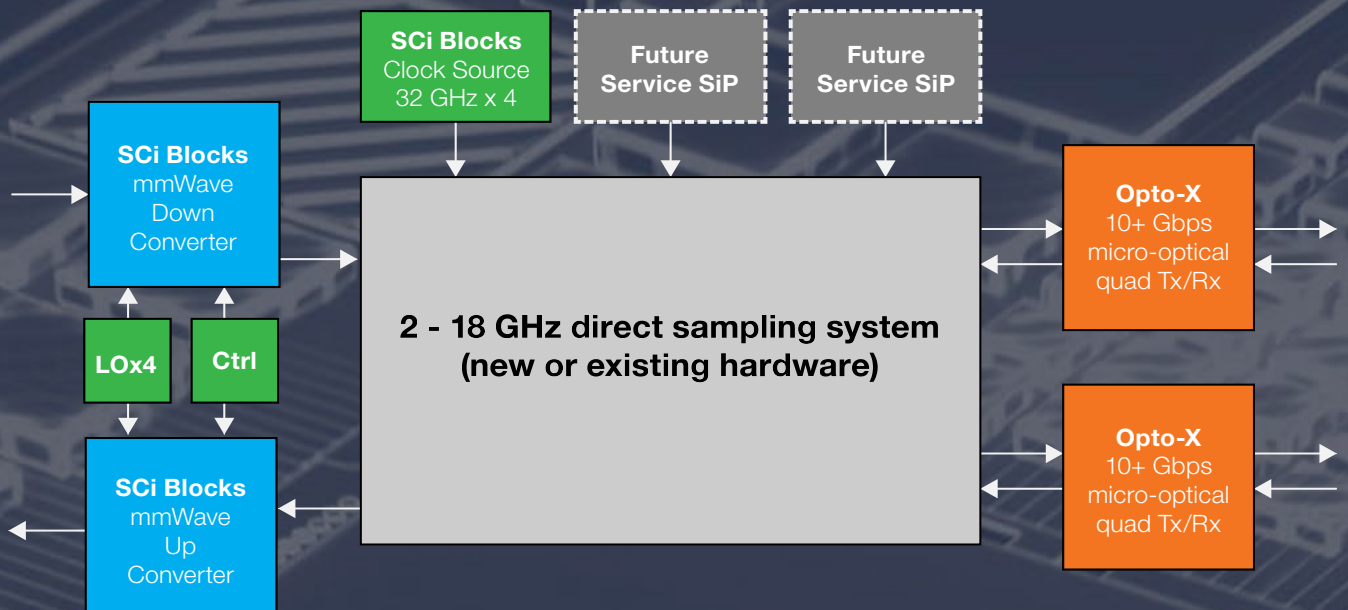 SCi Blocks
Clock Source
32 GHz x 4
Future
Service SiP
Future
Service SiP
SCi Blocks
mmWave
Down
Converter
LOx4
Ctrl
SCi Blocks
mmWave
Up
Converter
2 - 18 GHz direct sampling system
(new or existing hardware)
Opto-X
10+ Gbps
micro-optical
quad Tx/Rx
Opto-X
10+ Gbps
micro-optical
quad Tx/Rx